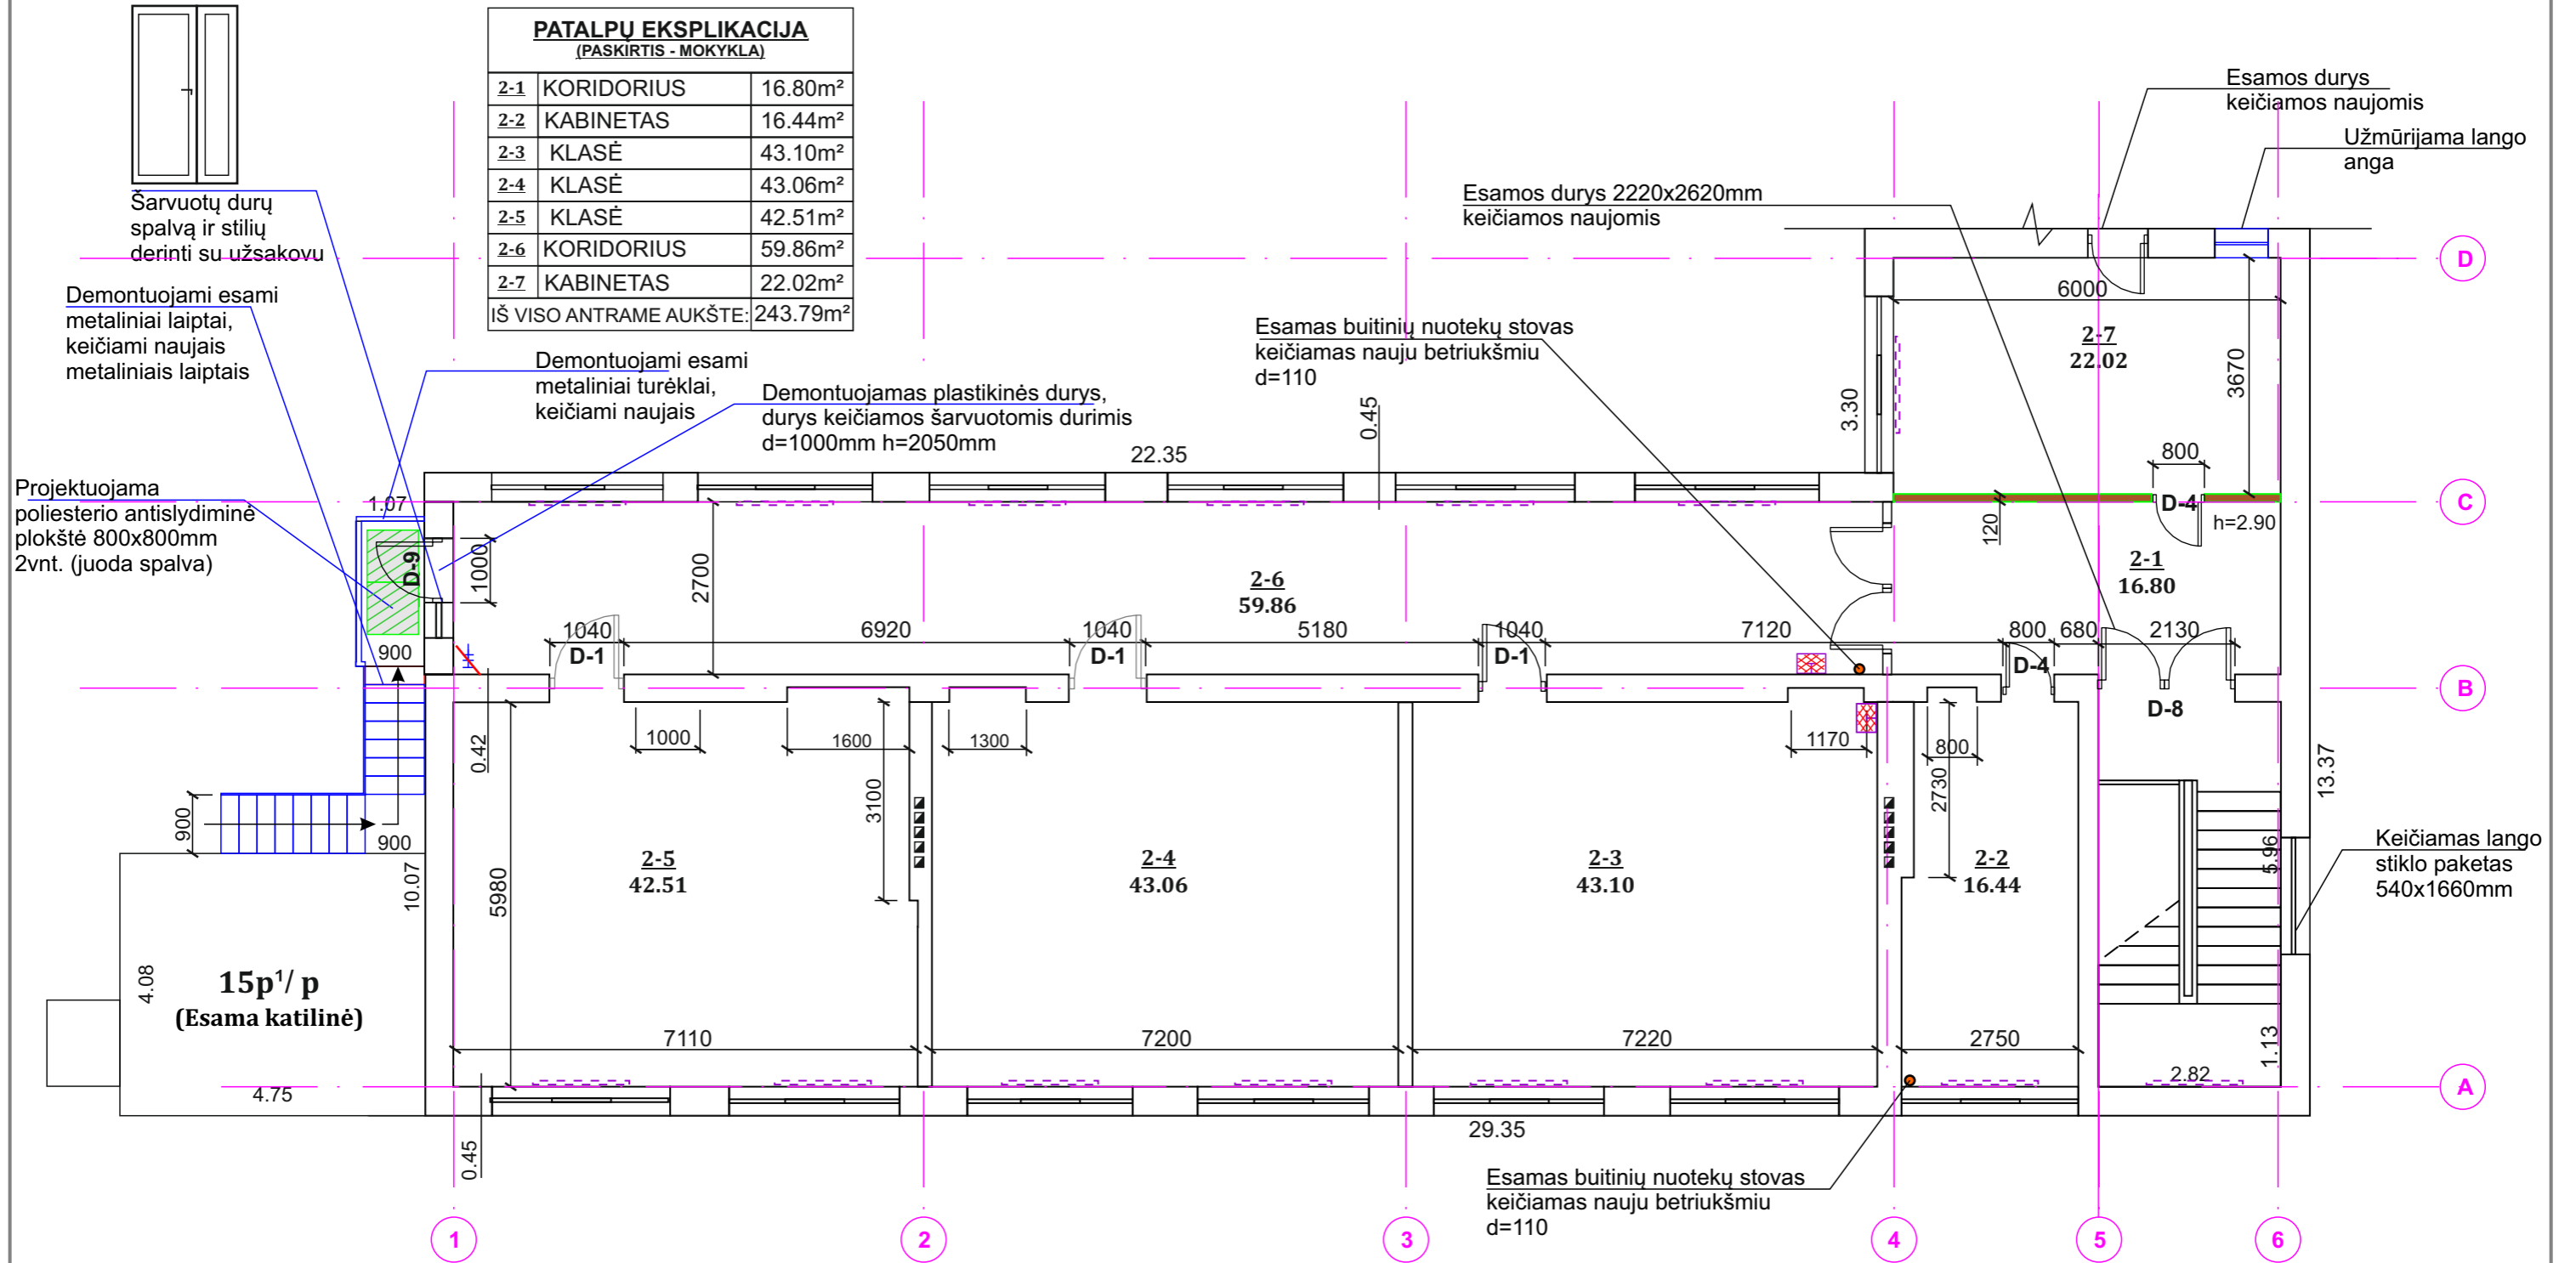 PATALPŲ EKSPLIKACIJA
(PASKIRTIS - MOKYKLA)
2-1 KORIDORIUS 16.80m²
2-2 KABINETAS 16.44m²
2-3 KLASĖ 43.10m²
2-4 KLASĖ 43.06m²
2-5 KLASĖ 42.51m²
2-6 KORIDORIUS 59.86m²
2-7 KABINETAS 22.02m²
IŠ VISO ANTRAME AUKŠTE: 243.79m²
Šarvuotų durų
spalvą ir stilių
derinti su užsakovu
Demontuojami esami
metaliniai laiptai,
keičiami naujais
metaliniais laiptais
Projektuojama
poliesterio antislydiminė
plokštė 800x800mm
2vnt. (juoda spalva)
Demontuojami esami
metaliniai turėklai,
keičiami naujais
Demontuojamas plastikinės durys,
durys keičiamos šarvuotomis durimis
d=1000mm h=2050mm
Esamas buitinių nuotekų stovas
keičiamas nauju betriukšmiu
d=110
Esamos durys 2220x2620mm
keičiamos naujomis
Esamos durys
keičiamos naujomis
Užmūrijama lango
anga
D
6000
2-7
22.02
3670
3.30
0.45
22.35
800
D-4
h=2.90
C
1.07
D-9
1000
2700
2-6
59.86
120
2-1
16.80
1040
6920
1040
5180
1040
7120
800
680
2130
D-1
D-1
D-1
D-4
D-8
B
900
0.42
1000
1600
1300
1170
800
3100
2730
13.37
900
900
10.07
5980
2-5
42.51
2-4
43.06
2-3
43.10
2-2
16.44
5.96
Keičiamas lango
stiklo paketas
540x1660mm
15p¹/ p
(Esama katilinė)
4.08
4.75
7110
7200
7220
2750
1.13
2.82
A
0.45
29.35
Esamas buitinių nuotekų stovas
keičiamas nauju betriukšmiu
d=110
1
2
3
4
5
6